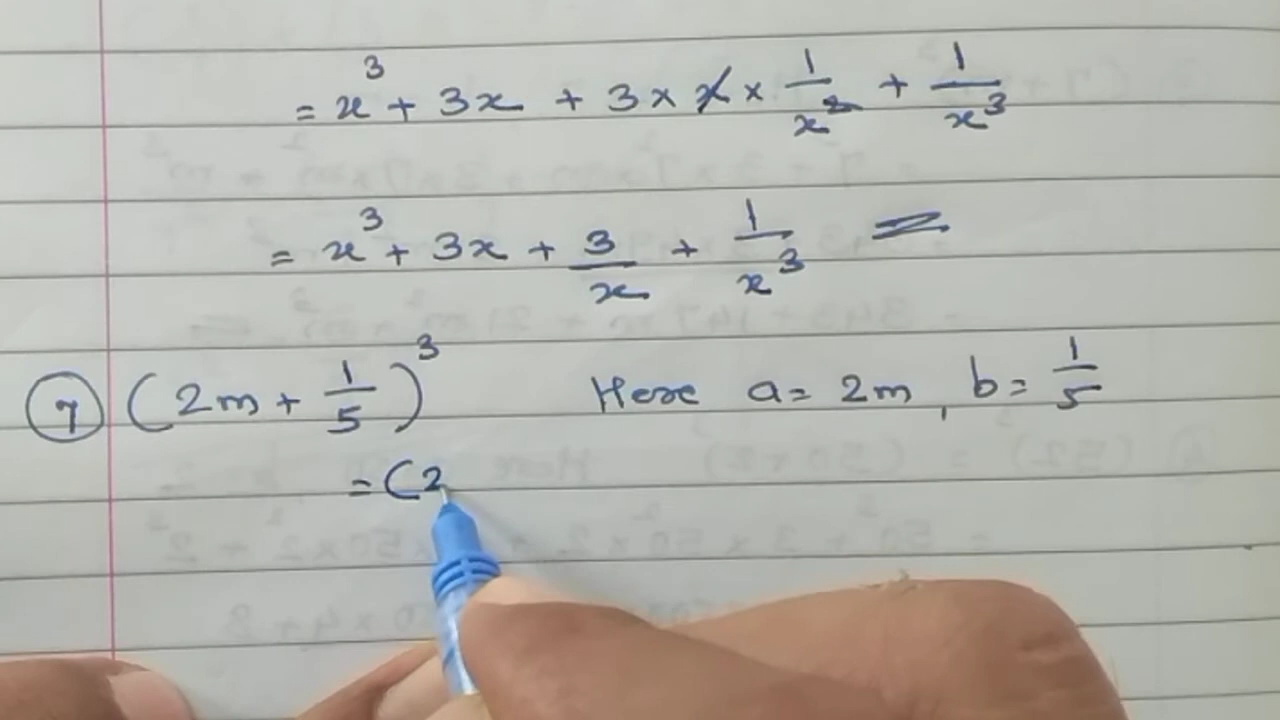 = x³ + 3x + 3 × x × 1/x² + 1/x³
= x³ + 3x + 3/x + 1/x³
⑦ (2m + 1/5)³ Here a = 2m, b = 1/5
= (2